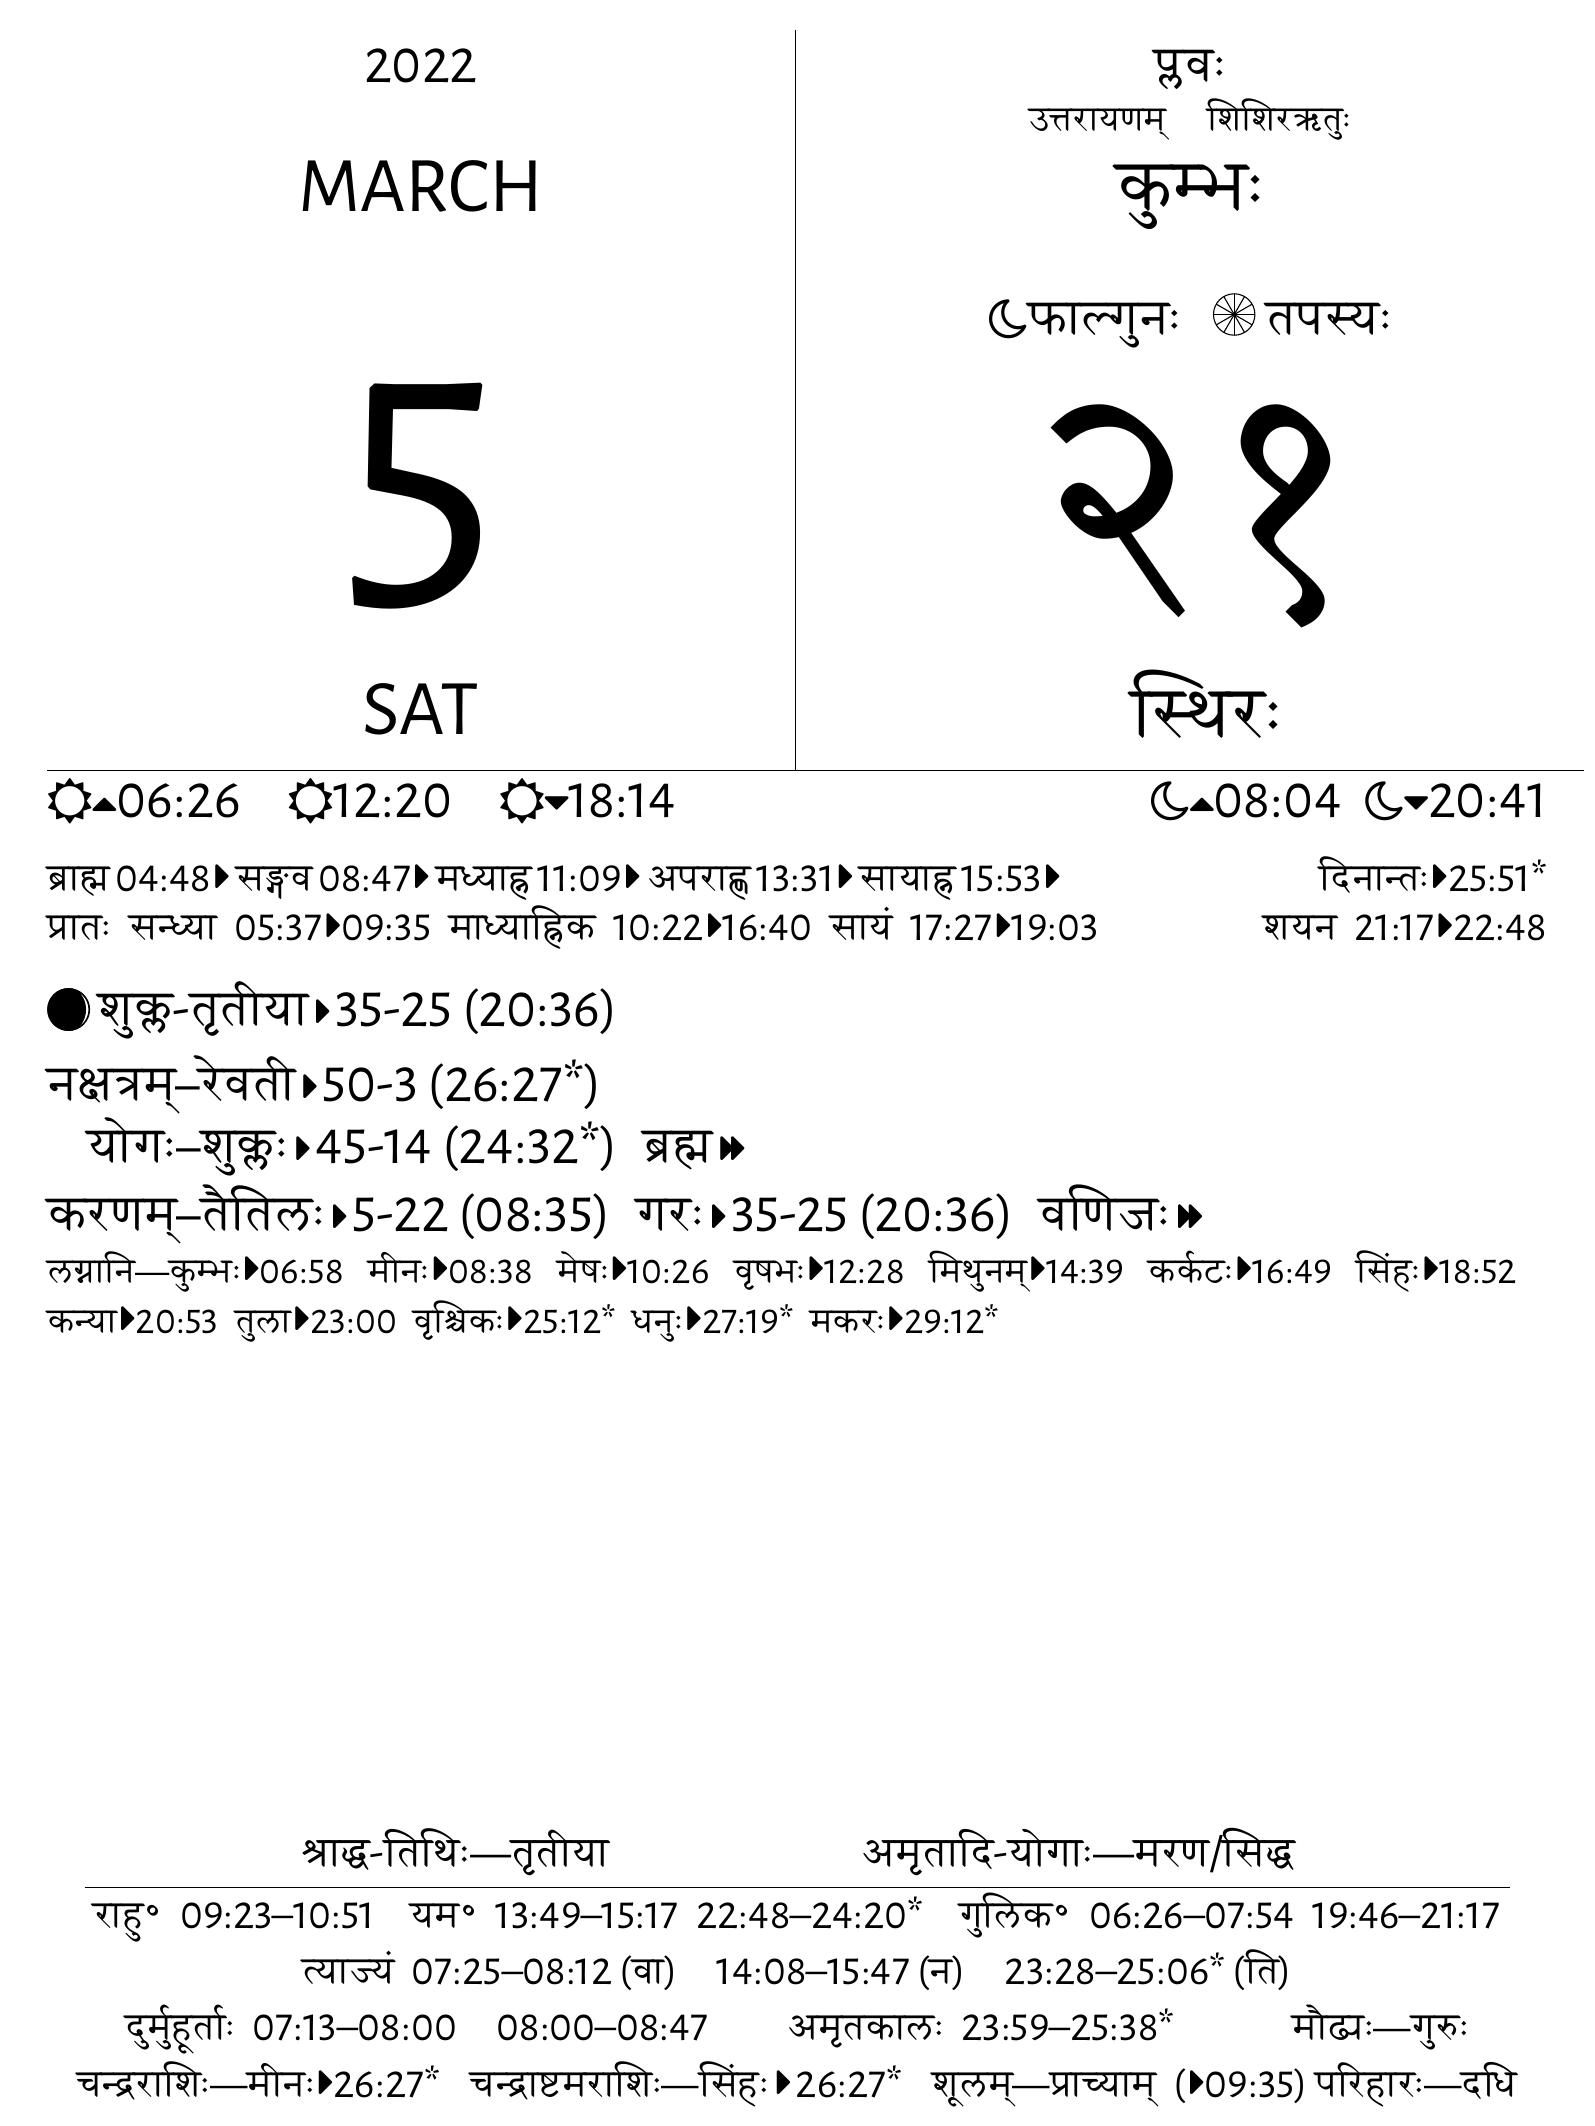 2022
MARCH
5
SAT
प्लवः
उत्तरायणम् शिशिरऋतुः
कुम्भः
फाल्गुनः तपस्यः
२१
स्थिरः
06:26 12:20 18:14 08:04 20:41
ब्राह्म 04:48 सङ्गव 08:47 मध्याह्न 11:09 अपराह्ण 13:31 सायाह्न 15:53 दिनान्तः 25:51*
प्रातः सन्ध्या 05:37 09:35 माध्याह्निक 10:22 16:40 सायं 17:27 19:03 शयन 21:17 22:48
शुक्ल-तृतीया 35-25 (20:36)
नक्षत्रम्–रेवती 50-3 (26:27*)
योगः–शुक्लः 45-14 (24:32*) ब्रह्म
करणम्–तैतिलः 5-22 (08:35) गरः 35-25 (20:36) वणिजः
लग्नानि—कुम्भः 06:58 मीनः 08:38 मेषः 10:26 वृषभः 12:28 मिथुनम् 14:39 कर्कटः 16:49 सिंहः 18:52
कन्या 20:53 तुला 23:00 वृश्चिकः 25:12* धनुः 27:19* मकरः 29:12*
श्राद्ध-तिथिः—तृतीया अमृतादि-योगाः—मरण/सिद्ध
राहु॰ 09:23–10:51 यम॰ 13:49–15:17 22:48–24:20* गुलिक॰ 06:26–07:54 19:46–21:17
त्याज्यं 07:25–08:12 (वा) 14:08–15:47 (न) 23:28–25:06* (ति)
दुर्मुहूर्ताः 07:13–08:00 08:00–08:47 अमृतकालः 23:59–25:38* मौढ्यः—गुरुः
चन्द्रराशिः—मीनः 26:27* चन्द्राष्टमराशिः—सिंहः 26:27* शूलम्—प्राच्याम् (09:35) परिहारः—दधि